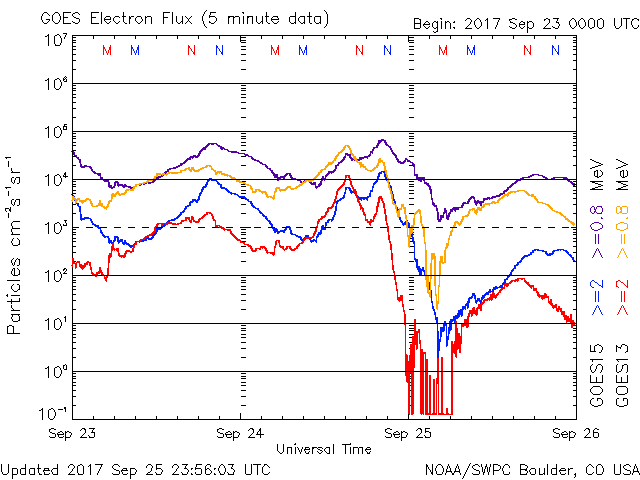 GOES Electron Flux (5 minute data)
Begin: 2017 Sep 23 0000 UTC
10⁷
10⁶
10⁵
10⁴
10³
10²
10¹
10⁰
10⁻¹
Particles cm⁻²s⁻¹sr⁻¹
M M N N M M N N M M N N
Sep 23
Sep 24
Sep 25
Sep 26
Universal Time
GOES15 >=2 >=0.8 MeV
GOES13 >=2 >=0.8 MeV
Updated 2017 Sep 25 23:56:03 UTC
NOAA/SWPC Boulder, CO USA